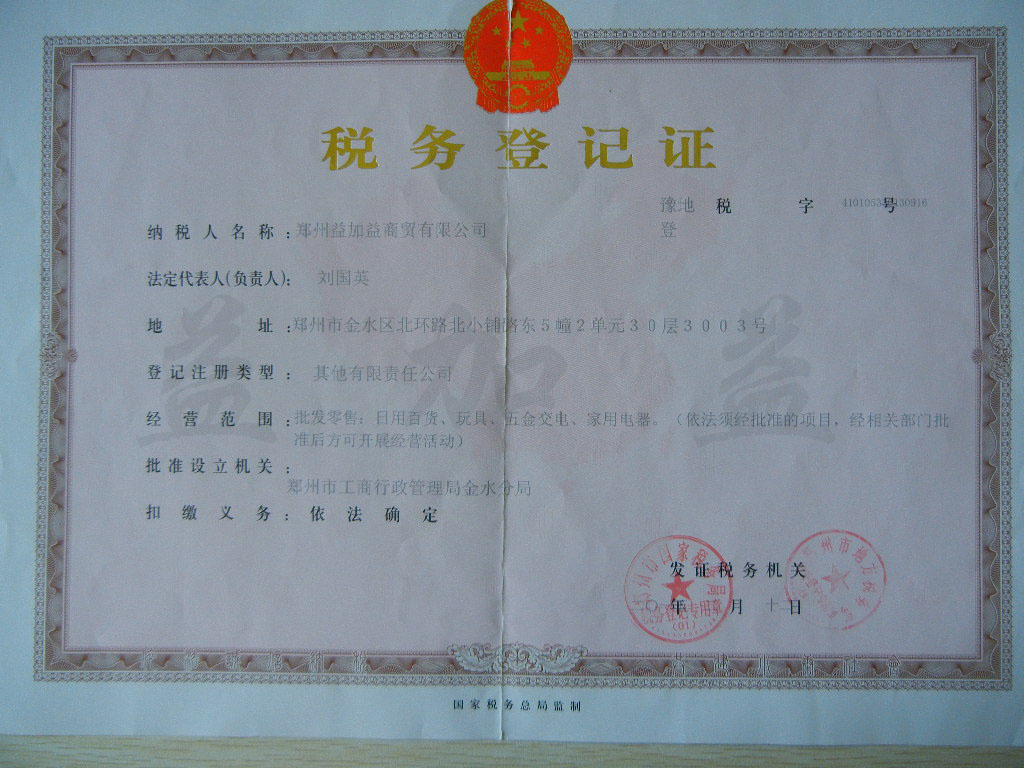 税务登记证
豫地 税 字 号
登
纳税人名称：郑州益加益商贸有限公司
法定代表人(负责人)：刘国英
地址：郑州市金水区北环路北小铺路东5幢2单元30层3003号
登记注册类型：其他有限责任公司
经营范围：批发零售：日用百货、玩具、五金交电、家用电器。（依法须经批准的项目，经相关部门批
准后方可开展经营活动）
批准设立机关：
郑州市工商行政管理局金水分局
扣缴义务：依法确定
发证税务机关
年 月 十二日
(01)
益加益
国家税务总局监制